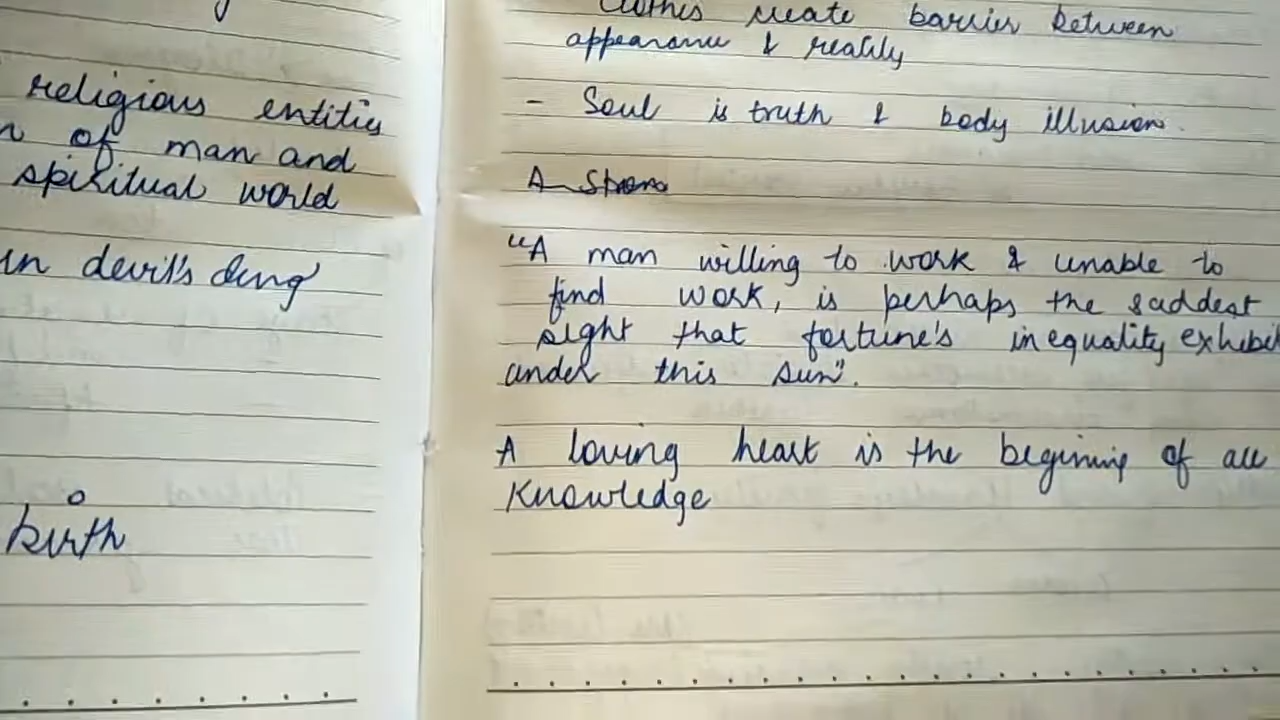 religious entities
of man and
spiritual world
in devil's dung'
birth
Clothes create barrier between
appearance & reality
- Soul is truth & body illusion.
"A man willing to work & unable to
find work, is perhaps the saddest
sight that fortune's inequality exhibi
under this sun".
A loving heart is the begining of all
Knowledge